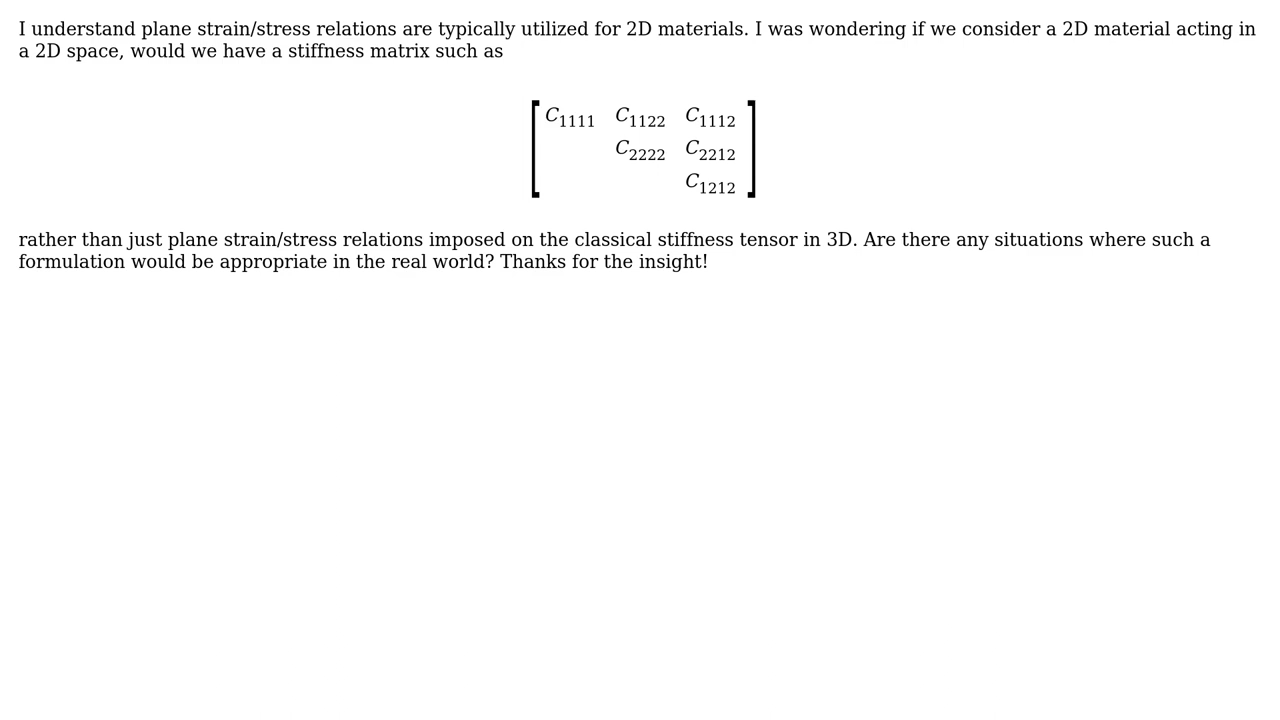 I understand plane strain/stress relations are typically utilized for 2D materials. I was wondering if we consider a 2D material acting in
a 2D space, would we have a stiffness matrix such as
C1111 C1122 C1112
C2222 C2212
C1212
rather than just plane strain/stress relations imposed on the classical stiffness tensor in 3D. Are there any situations where such a
formulation would be appropriate in the real world? Thanks for the insight!